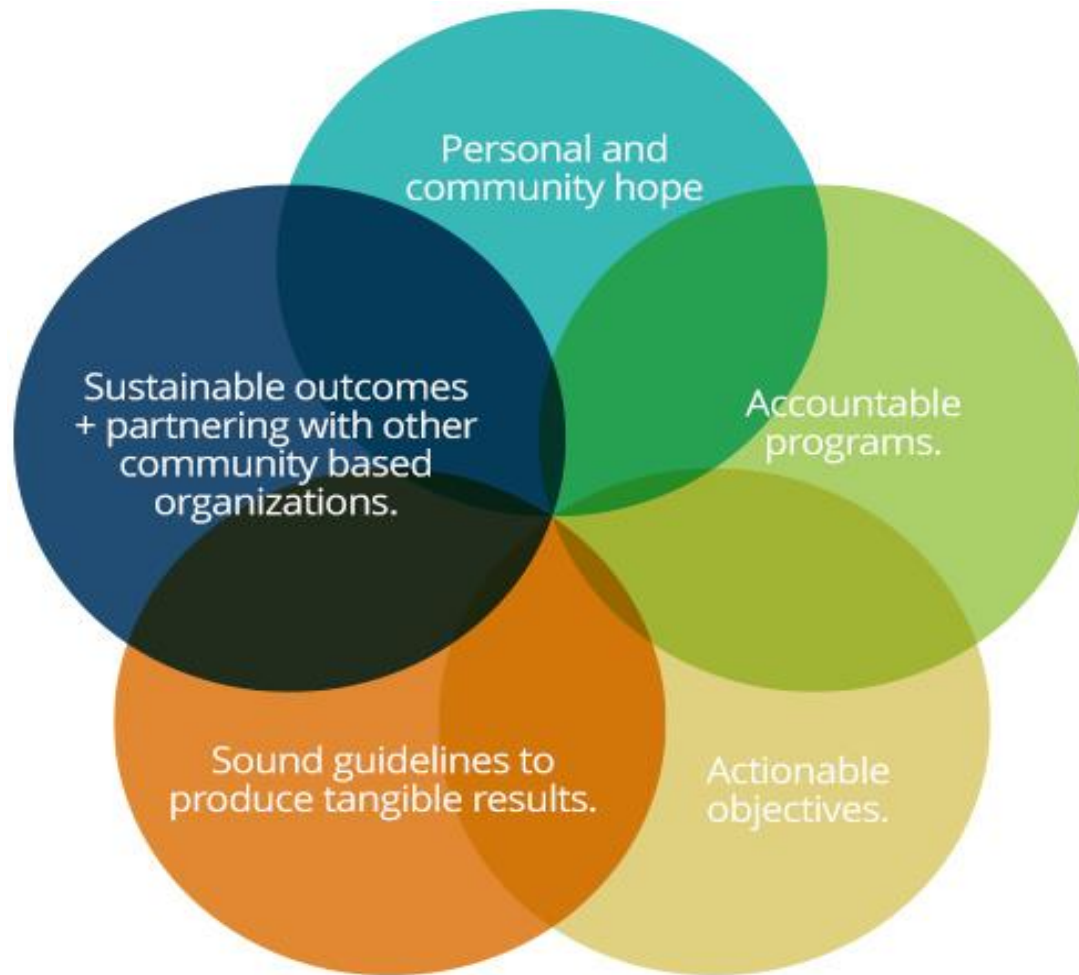 Personal and
community hope
Accountable
programs.
Sustainable outcomes
+ partnering with other
community based
organizations.
Sound guidelines to
produce tangible results.
Actionable
objectives.